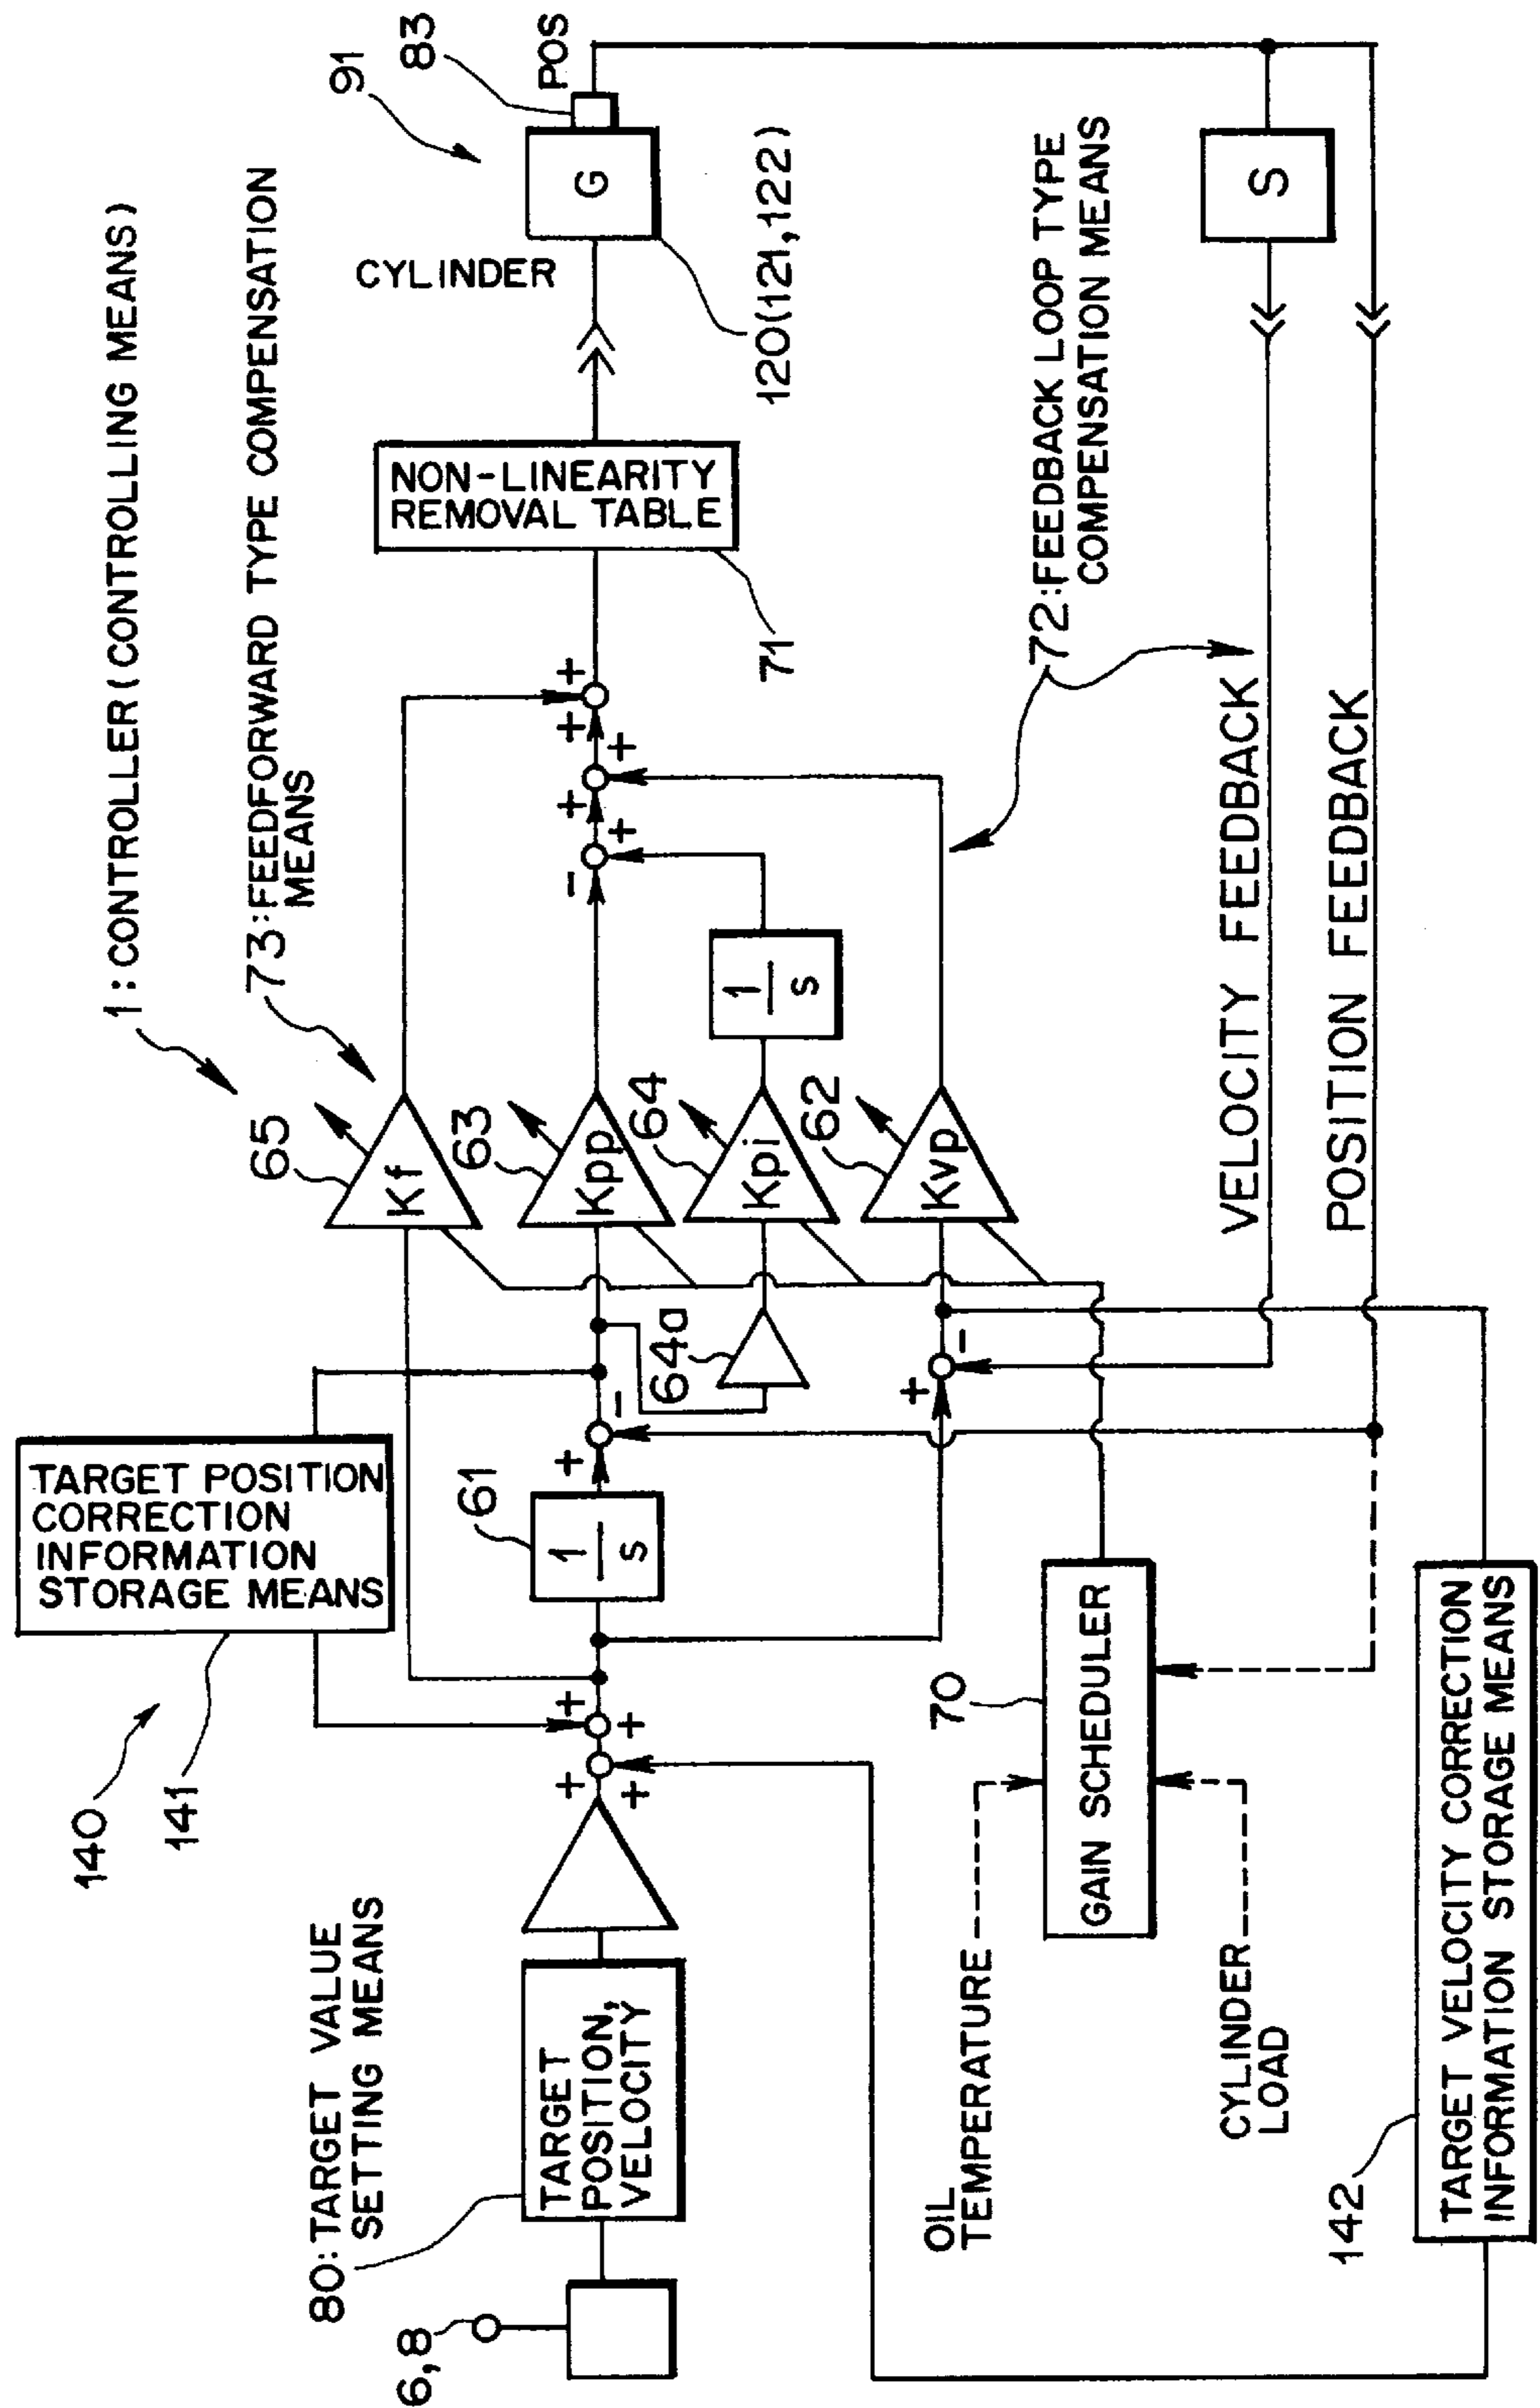 1: CONTROLLER (CONTROLLING MEANS)
73: FEEDFORWARD TYPE COMPENSATION
MEANS
91
83
POS
G
CYLINDER
120 (121, 122)
NON-LINEARITY
REMOVAL TABLE
71
140
141
TARGET POSITION
CORRECTION
INFORMATION
STORAGE MEANS
65
Kf
63
Kpp
64
Kpi
62
Kvp
64a
61
1
s
1
s
+
+
+
+
+
-
+
-
-
+
+
+
+
+
80: TARGET VALUE
SETTING MEANS
TARGET
POSITION,
VELOCITY
6,8
72: FEEDBACK LOOP TYPE
COMPENSATION MEANS
S
VELOCITY FEEDBACK
POSITION FEEDBACK
70
GAIN SCHEDULER
OIL
TEMPERATURE
CYLINDER
LOAD
142
TARGET VELOCITY CORRECTION
INFORMATION STORAGE MEANS